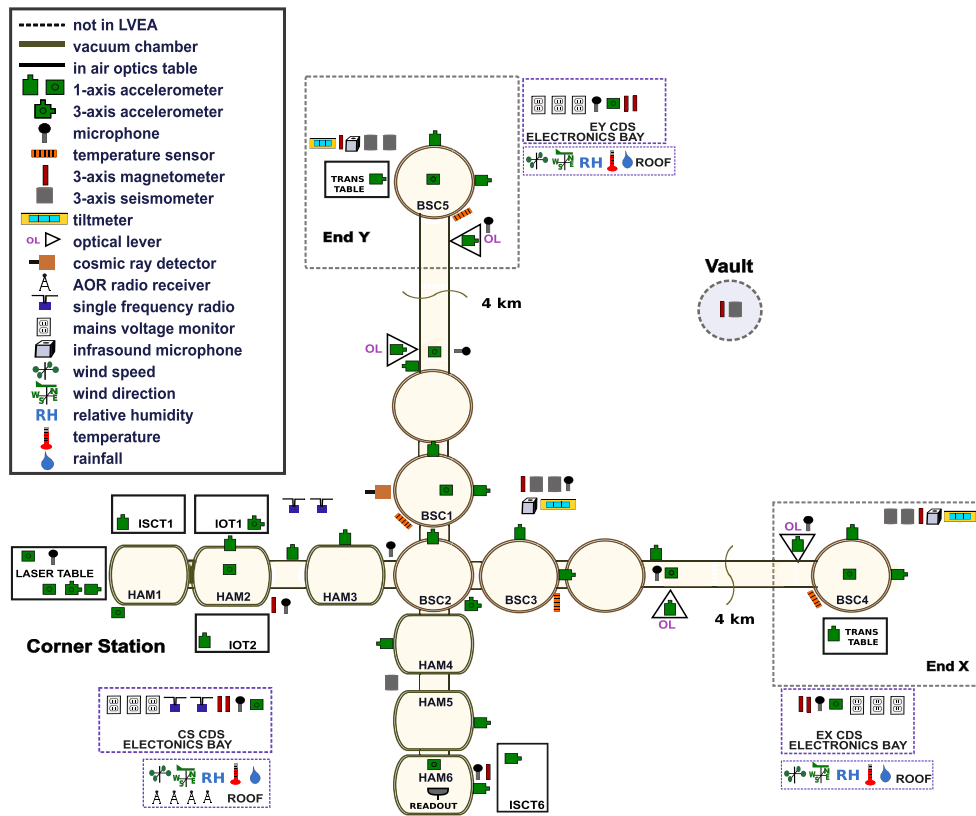 not in LVEA
vacuum chamber
in air optics table
1-axis accelerometer
3-axis accelerometer
microphone
temperature sensor
3-axis magnetometer
3-axis seismometer
tiltmeter
OL optical lever
cosmic ray detector
AOR radio receiver
single frequency radio
mains voltage monitor
infrasound microphone
wind speed
W S N E wind direction
RH relative humidity
temperature
rainfall
EY CDS
ELECTRONICS BAY
W S N E RH ROOF
TRANS
TABLE
BSC5
End Y
OL
4 km
Vault
OL
BSC1
ISCT1
IOT1
LASER TABLE
HAM1
HAM2
HAM3
BSC2
BSC3
OL
BSC4
OL
4 km
TRANS
TABLE
End X
IOT2
Corner Station
HAM4
HAM5
HAM6
READOUT
ISCT6
CS CDS
ELECTONICS BAY
W S N E RH
ROOF
EX CDS
ELECTRONICS BAY
W S N E RH ROOF